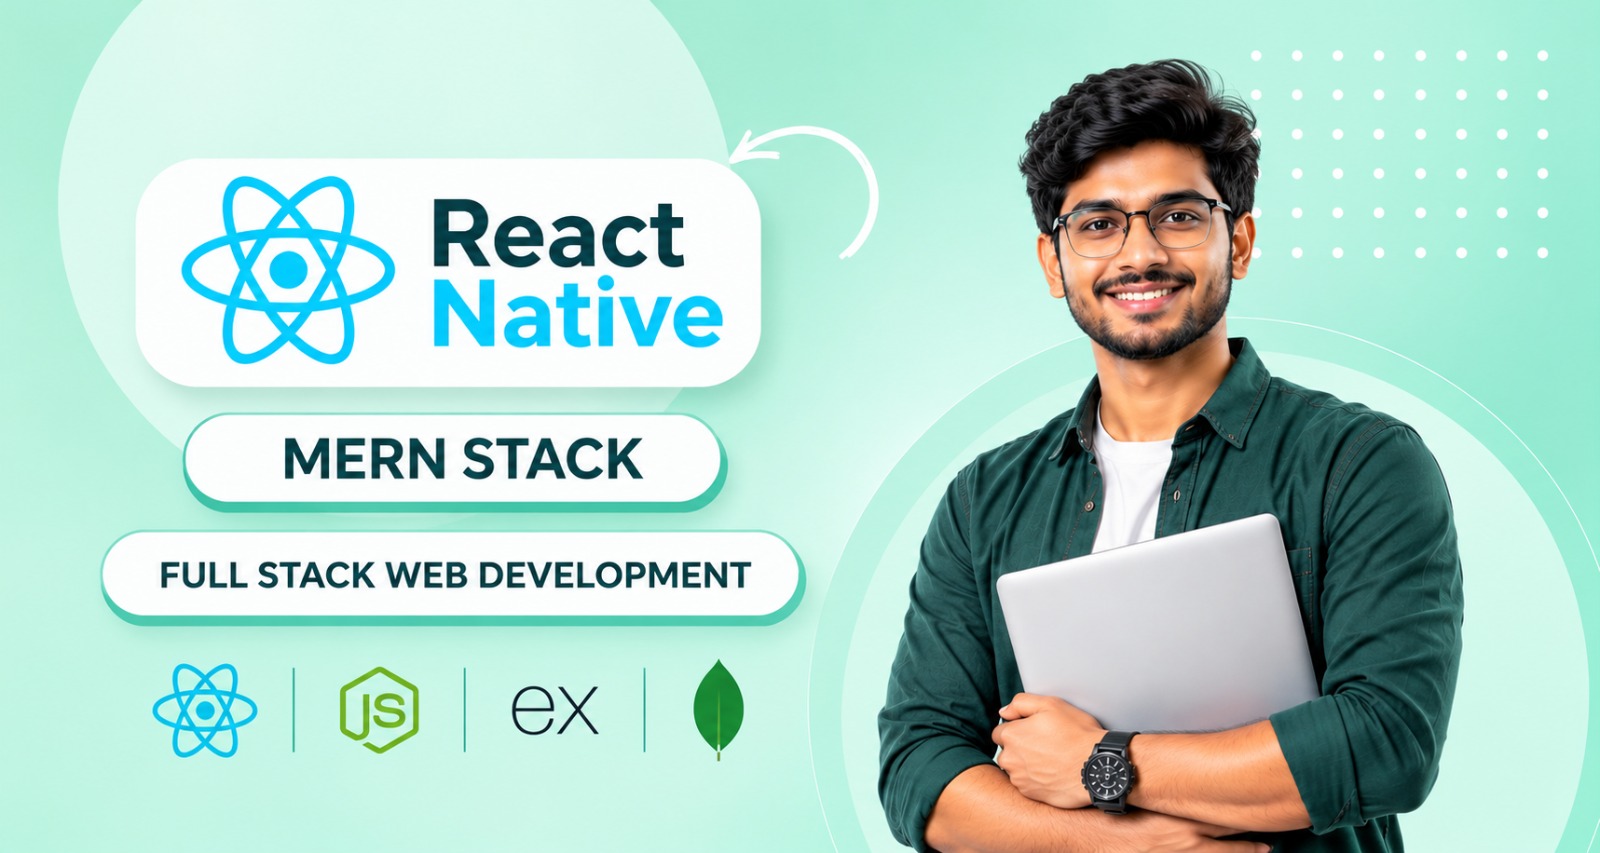 React
Native
MERN STACK
FULL STACK WEB DEVELOPMENT
JS
ex